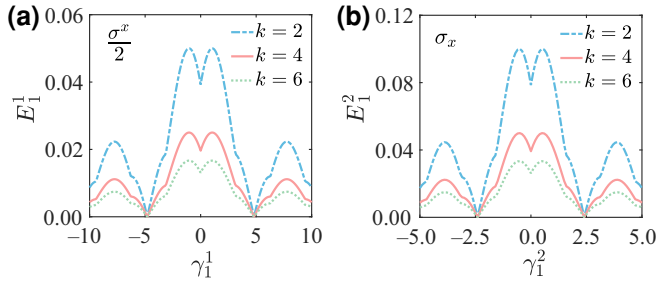 (a)
σ^x/2
k = 2
k = 4
k = 6
E_1^1
0.06
0.04
0.02
0.00
−10 −5 0 5 10
γ_1^1
(b)
σ_x
k = 2
k = 4
k = 6
E_1^2
0.12
0.08
0.04
0.00
−5.0 −2.5 0.0 2.5 5.0
γ_1^2